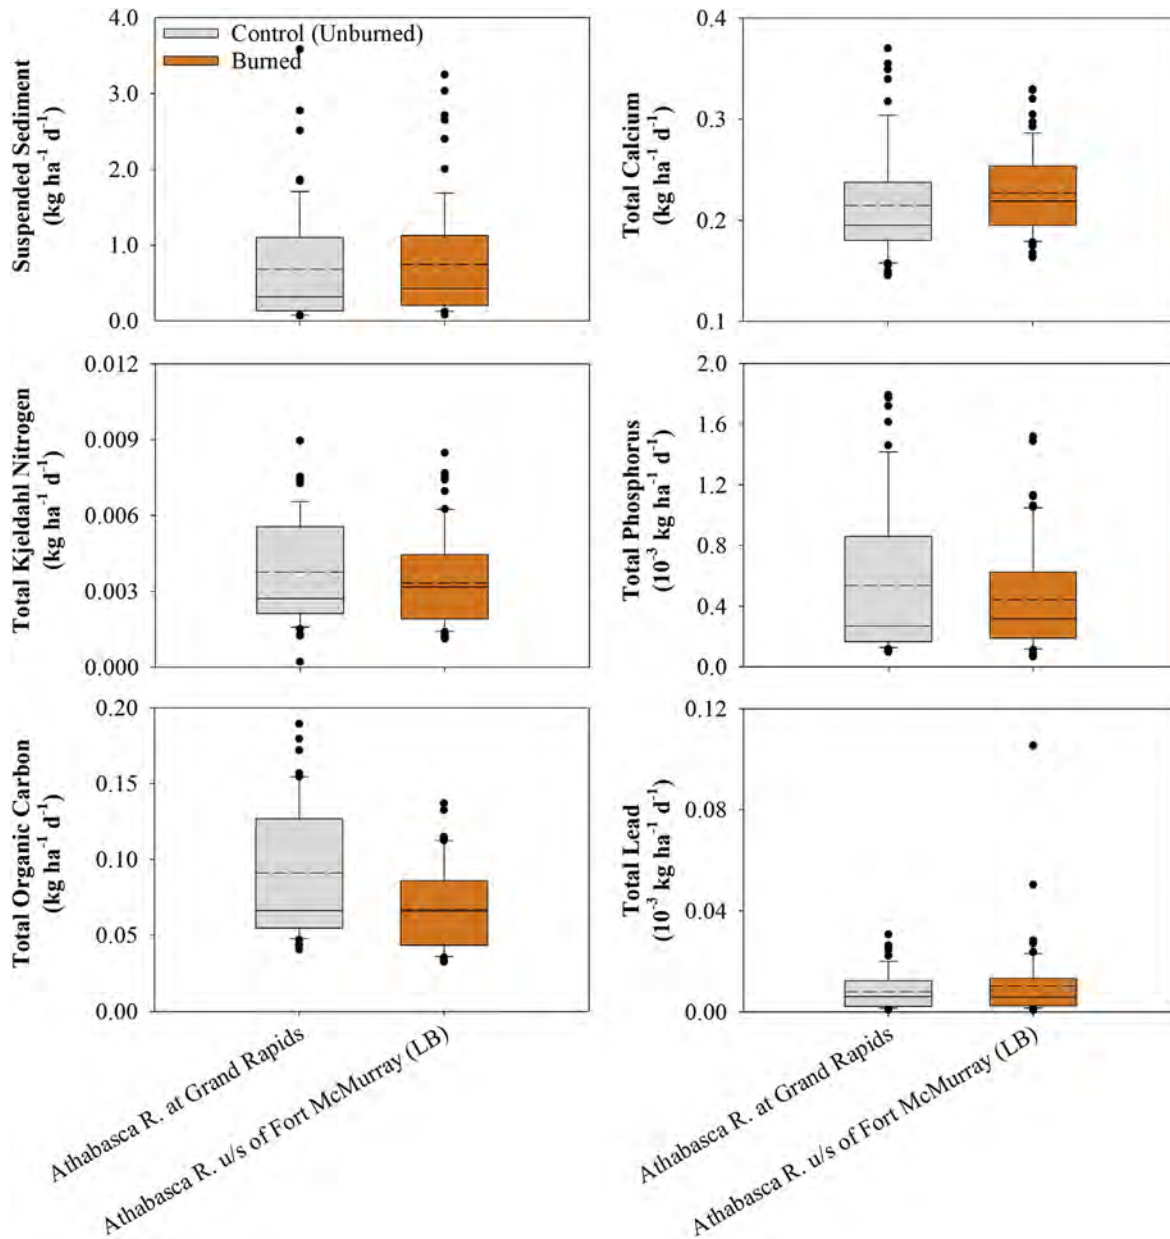 Suspended Sediment
(kg ha⁻¹ d⁻¹)
4.0
3.0
2.0
1.0
0.0
Control (Unburned)
Burned
Total Calcium
(kg ha⁻¹ d⁻¹)
0.4
0.3
0.2
0.1
Total Kjeldahl Nitrogen
(kg ha⁻¹ d⁻¹)
0.012
0.009
0.006
0.003
0.000
Total Phosphorus
(10⁻³ kg ha⁻¹ d⁻¹)
2.0
1.6
1.2
0.8
0.4
0.0
Total Organic Carbon
(kg ha⁻¹ d⁻¹)
0.20
0.15
0.10
0.05
0.00
Total Lead
(10⁻³ kg ha⁻¹ d⁻¹)
0.12
0.08
0.04
0.00
Athabasca R. at Grand Rapids
Athabasca R. u/s of Fort McMurray (LB)
Athabasca R. at Grand Rapids
Athabasca R. u/s of Fort McMurray (LB)